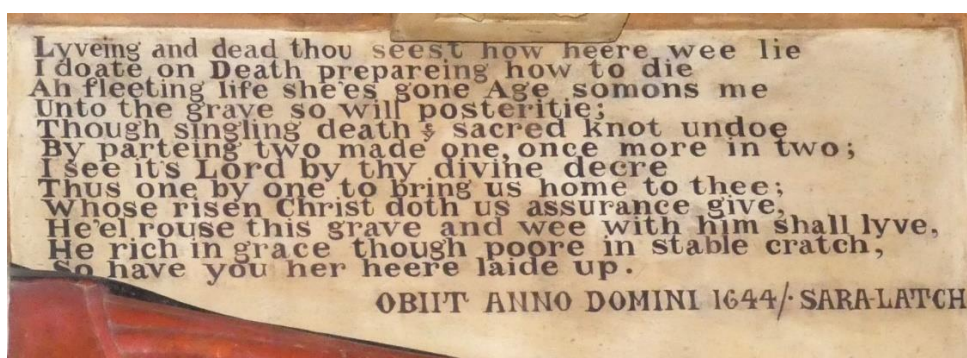 Lyveing and dead thou seest how heere wee lie
I doate on Death prepareing how to die
Ah fleeting life she'es gone Age somons me
Unto the grave so will posteritie;
Though singling death & sacred knot undoe
By parteing two made one, once more in two;
I see it's Lord by thy divine decre
Thus one by one to bring us home to thee;
Whose risen Christ doth us assurance give,
He'el rouse this grave and wee with him shall lyve,
He rich in grace though poore in stable cratch,
So have you her heere laide up.
OBIIT ANNO DOMINI 1644/· SARA·LATCH